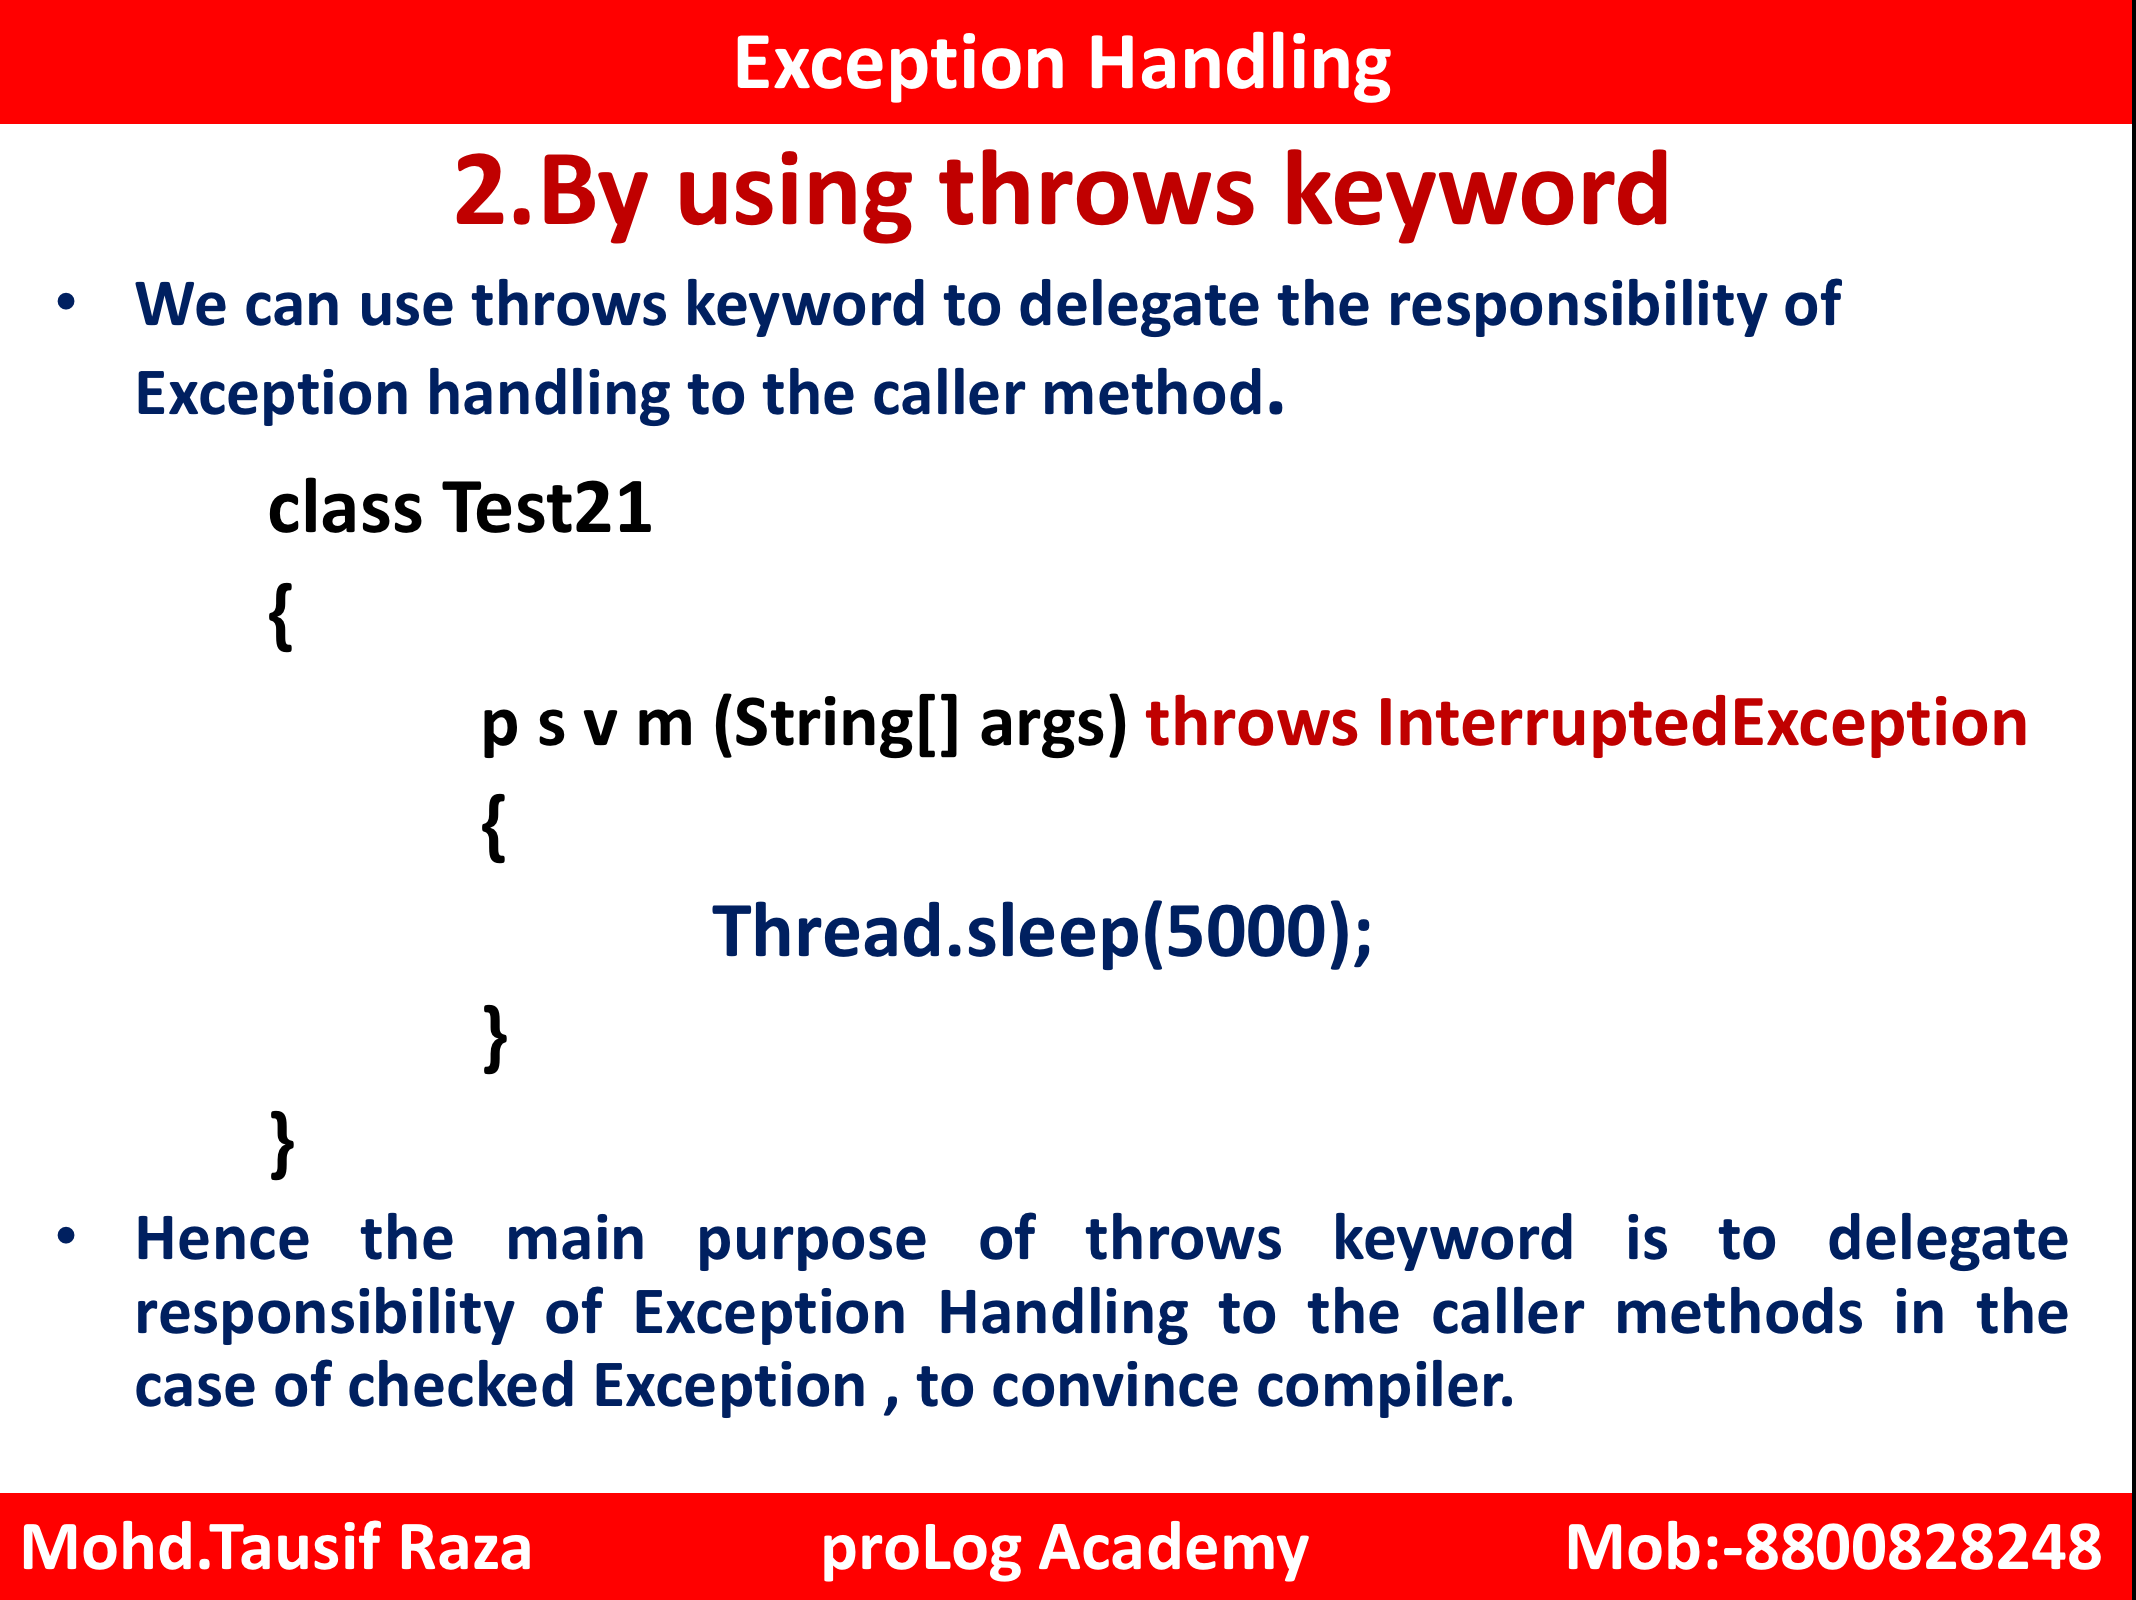 Exception Handling
2.By using throws keyword
• We can use throws keyword to delegate the responsibility of
Exception handling to the caller method.
class Test21
{
p s v m (String[] args) throws InterruptedException
{
Thread.sleep(5000);
}
}
• Hence the main purpose of throws keyword is to delegate
responsibility of Exception Handling to the caller methods in the
case of checked Exception , to convince compiler.
Mohd.Tausif Raza proLog Academy Mob:-8800828248